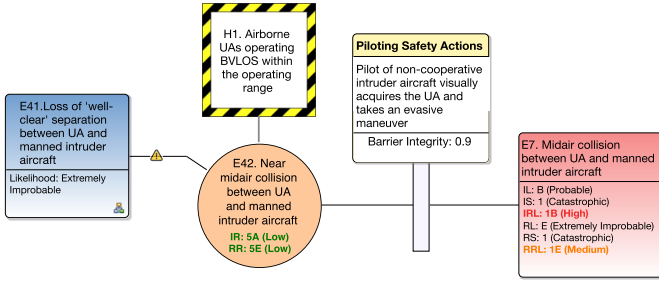 H1. Airborne
UAs operating
BVLOS within
the operating
range
Piloting Safety Actions
Pilot of non-cooperative
intruder aircraft visually
acquires the UA and
takes an evasive
maneuver
Barrier Integrity: 0.9
E41.Loss of 'well-
clear' separation
between UA and
manned intruder
aircraft
Likelihood: Extremely
Improbable
E42. Near
midair collision
between UA
and manned
intruder aircraft
IR: 5A (Low)
RR: 5E (Low)
E7. Midair collision
between UA and manned
intruder aircraft
IL: B (Probable)
IS: 1 (Catastrophic)
IRL: 1B (High)
RL: E (Extremely Improbable)
RS: 1 (Catastrophic)
RRL: 1E (Medium)